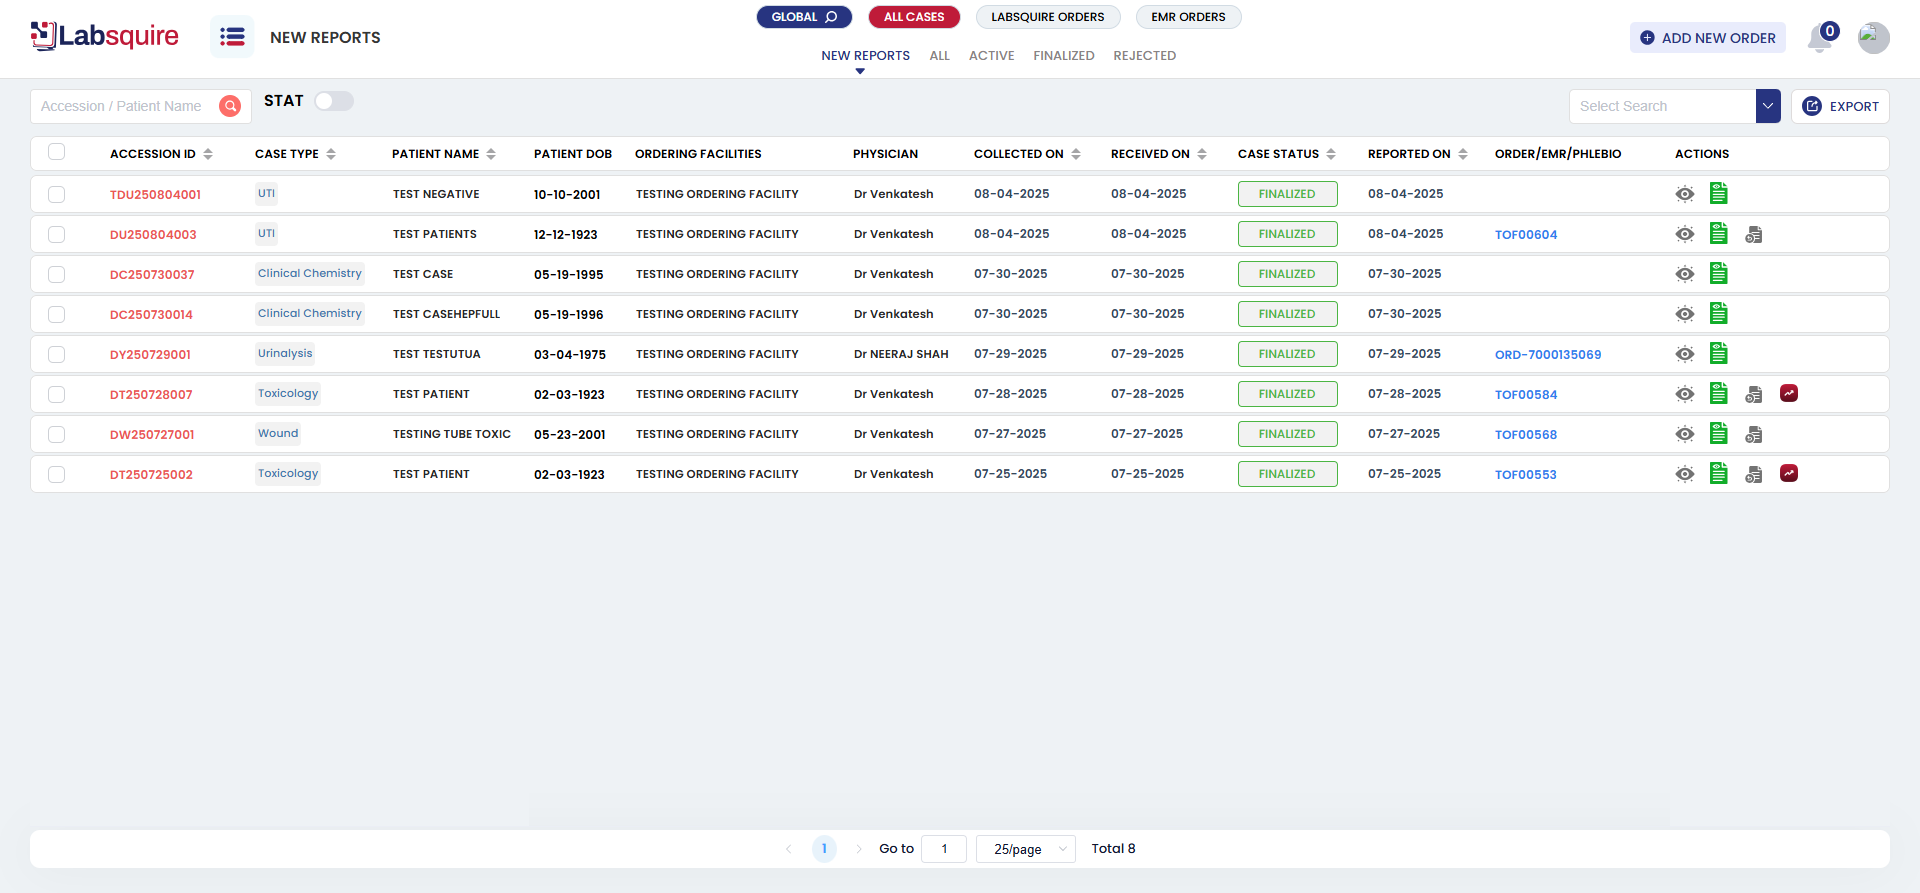 Labsquire
NEW REPORTS
GLOBAL
ALL CASES
LABSQUIRE ORDERS
EMR ORDERS
NEW REPORTS
ALL
ACTIVE
FINALIZED
REJECTED
ADD NEW ORDER
0
Accession / Patient Name
STAT
Select Search
EXPORT
ACCESSION ID CASE TYPE PATIENT NAME PATIENT DOB ORDERING FACILITIES PHYSICIAN COLLECTED ON RECEIVED ON CASE STATUS REPORTED ON ORDER/EMR/PHLEBIO ACTIONS
TDU250804001 UTI TEST NEGATIVE 10-10-2001 TESTING ORDERING FACILITY Dr Venkatesh 08-04-2025 08-04-2025 FINALIZED 08-04-2025
DU250804003 UTI TEST PATIENTS 12-12-1923 TESTING ORDERING FACILITY Dr Venkatesh 08-04-2025 08-04-2025 FINALIZED 08-04-2025 TOF00604
DC250730037 Clinical Chemistry TEST CASE 05-19-1995 TESTING ORDERING FACILITY Dr Venkatesh 07-30-2025 07-30-2025 FINALIZED 07-30-2025
DC250730014 Clinical Chemistry TEST CASEHEPFULL 05-19-1996 TESTING ORDERING FACILITY Dr Venkatesh 07-30-2025 07-30-2025 FINALIZED 07-30-2025
DY250729001 Urinalysis TEST TESTUTUA 03-04-1975 TESTING ORDERING FACILITY Dr NEERAJ SHAH 07-29-2025 07-29-2025 FINALIZED 07-29-2025 ORD-7000135069
DT250728007 Toxicology TEST PATIENT 02-03-1923 TESTING ORDERING FACILITY Dr Venkatesh 07-28-2025 07-28-2025 FINALIZED 07-28-2025 TOF00584
DW250727001 Wound TESTING TUBE TOXIC 05-23-2001 TESTING ORDERING FACILITY Dr Venkatesh 07-27-2025 07-27-2025 FINALIZED 07-27-2025 TOF00568
DT250725002 Toxicology TEST PATIENT 02-03-1923 TESTING ORDERING FACILITY Dr Venkatesh 07-25-2025 07-25-2025 FINALIZED 07-25-2025 TOF00553
1 Go to 1 25/page Total 8